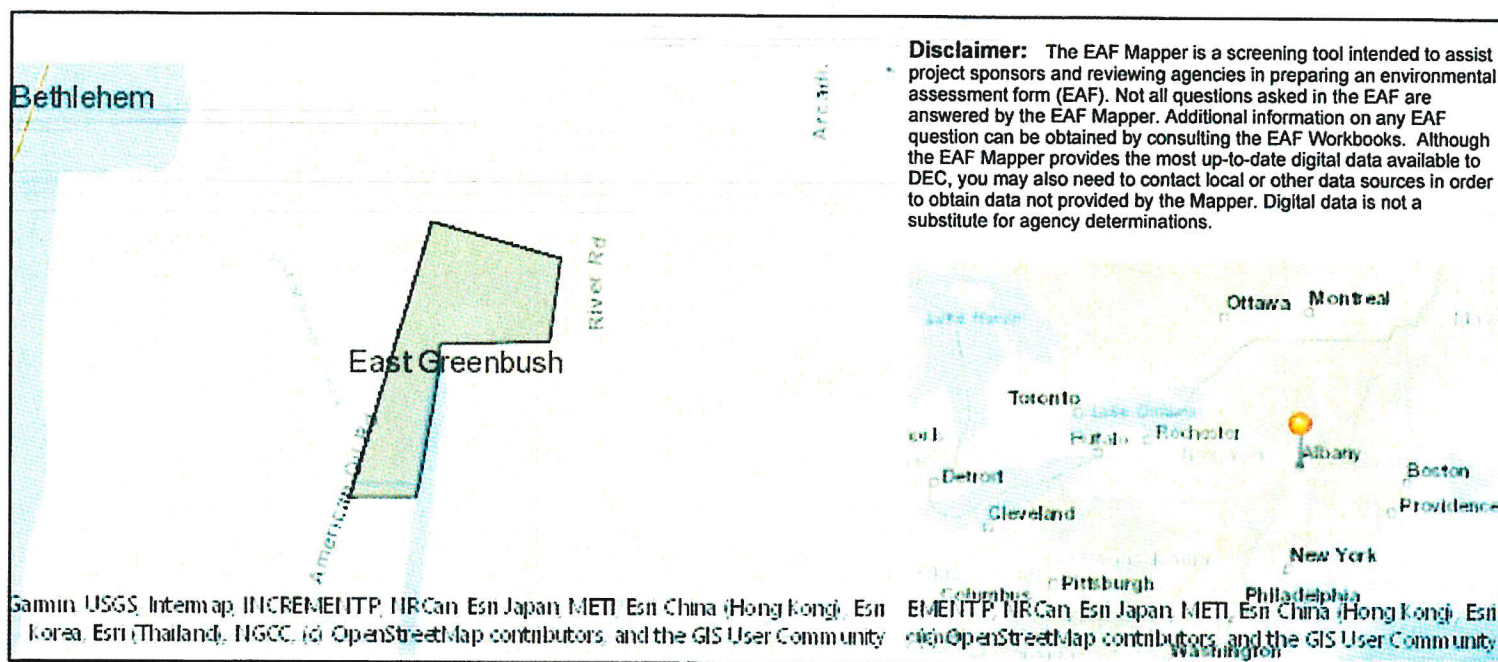 Bethlehem
River Rd
East Greenbush
Garmin, USGS, Intermap, INCREMENT P, NRCan, Esri Japan, METI, Esri China (Hong Kong), Esri
Korea, Esri (Thailand), NGCC, (c) OpenStreetMap contributors, and the GIS User Community
Disclaimer: The EAF Mapper is a screening tool intended to assist
project sponsors and reviewing agencies in preparing an environmental
assessment form (EAF). Not all questions asked in the EAF are
answered by the EAF Mapper. Additional information on any EAF
question can be obtained by consulting the EAF Workbooks. Although
the EAF Mapper provides the most up-to-date digital data available to
DEC, you may also need to contact local or other data sources in order
to obtain data not provided by the Mapper. Digital data is not a
substitute for agency determinations.
Ottawa
Montreal
Lake Huron
Toronto
Lake Ontario
Buffalo
Rochester
Albany
Detroit
Boston
Providence
Cleveland
New York
Pittsburgh
Columbus
Philadelphia
EMENT P, NRCan, Esri Japan, METI, Esri China (Hong Kong), Esri
OpenStreetMap contributors, and the GIS User Community
Washington